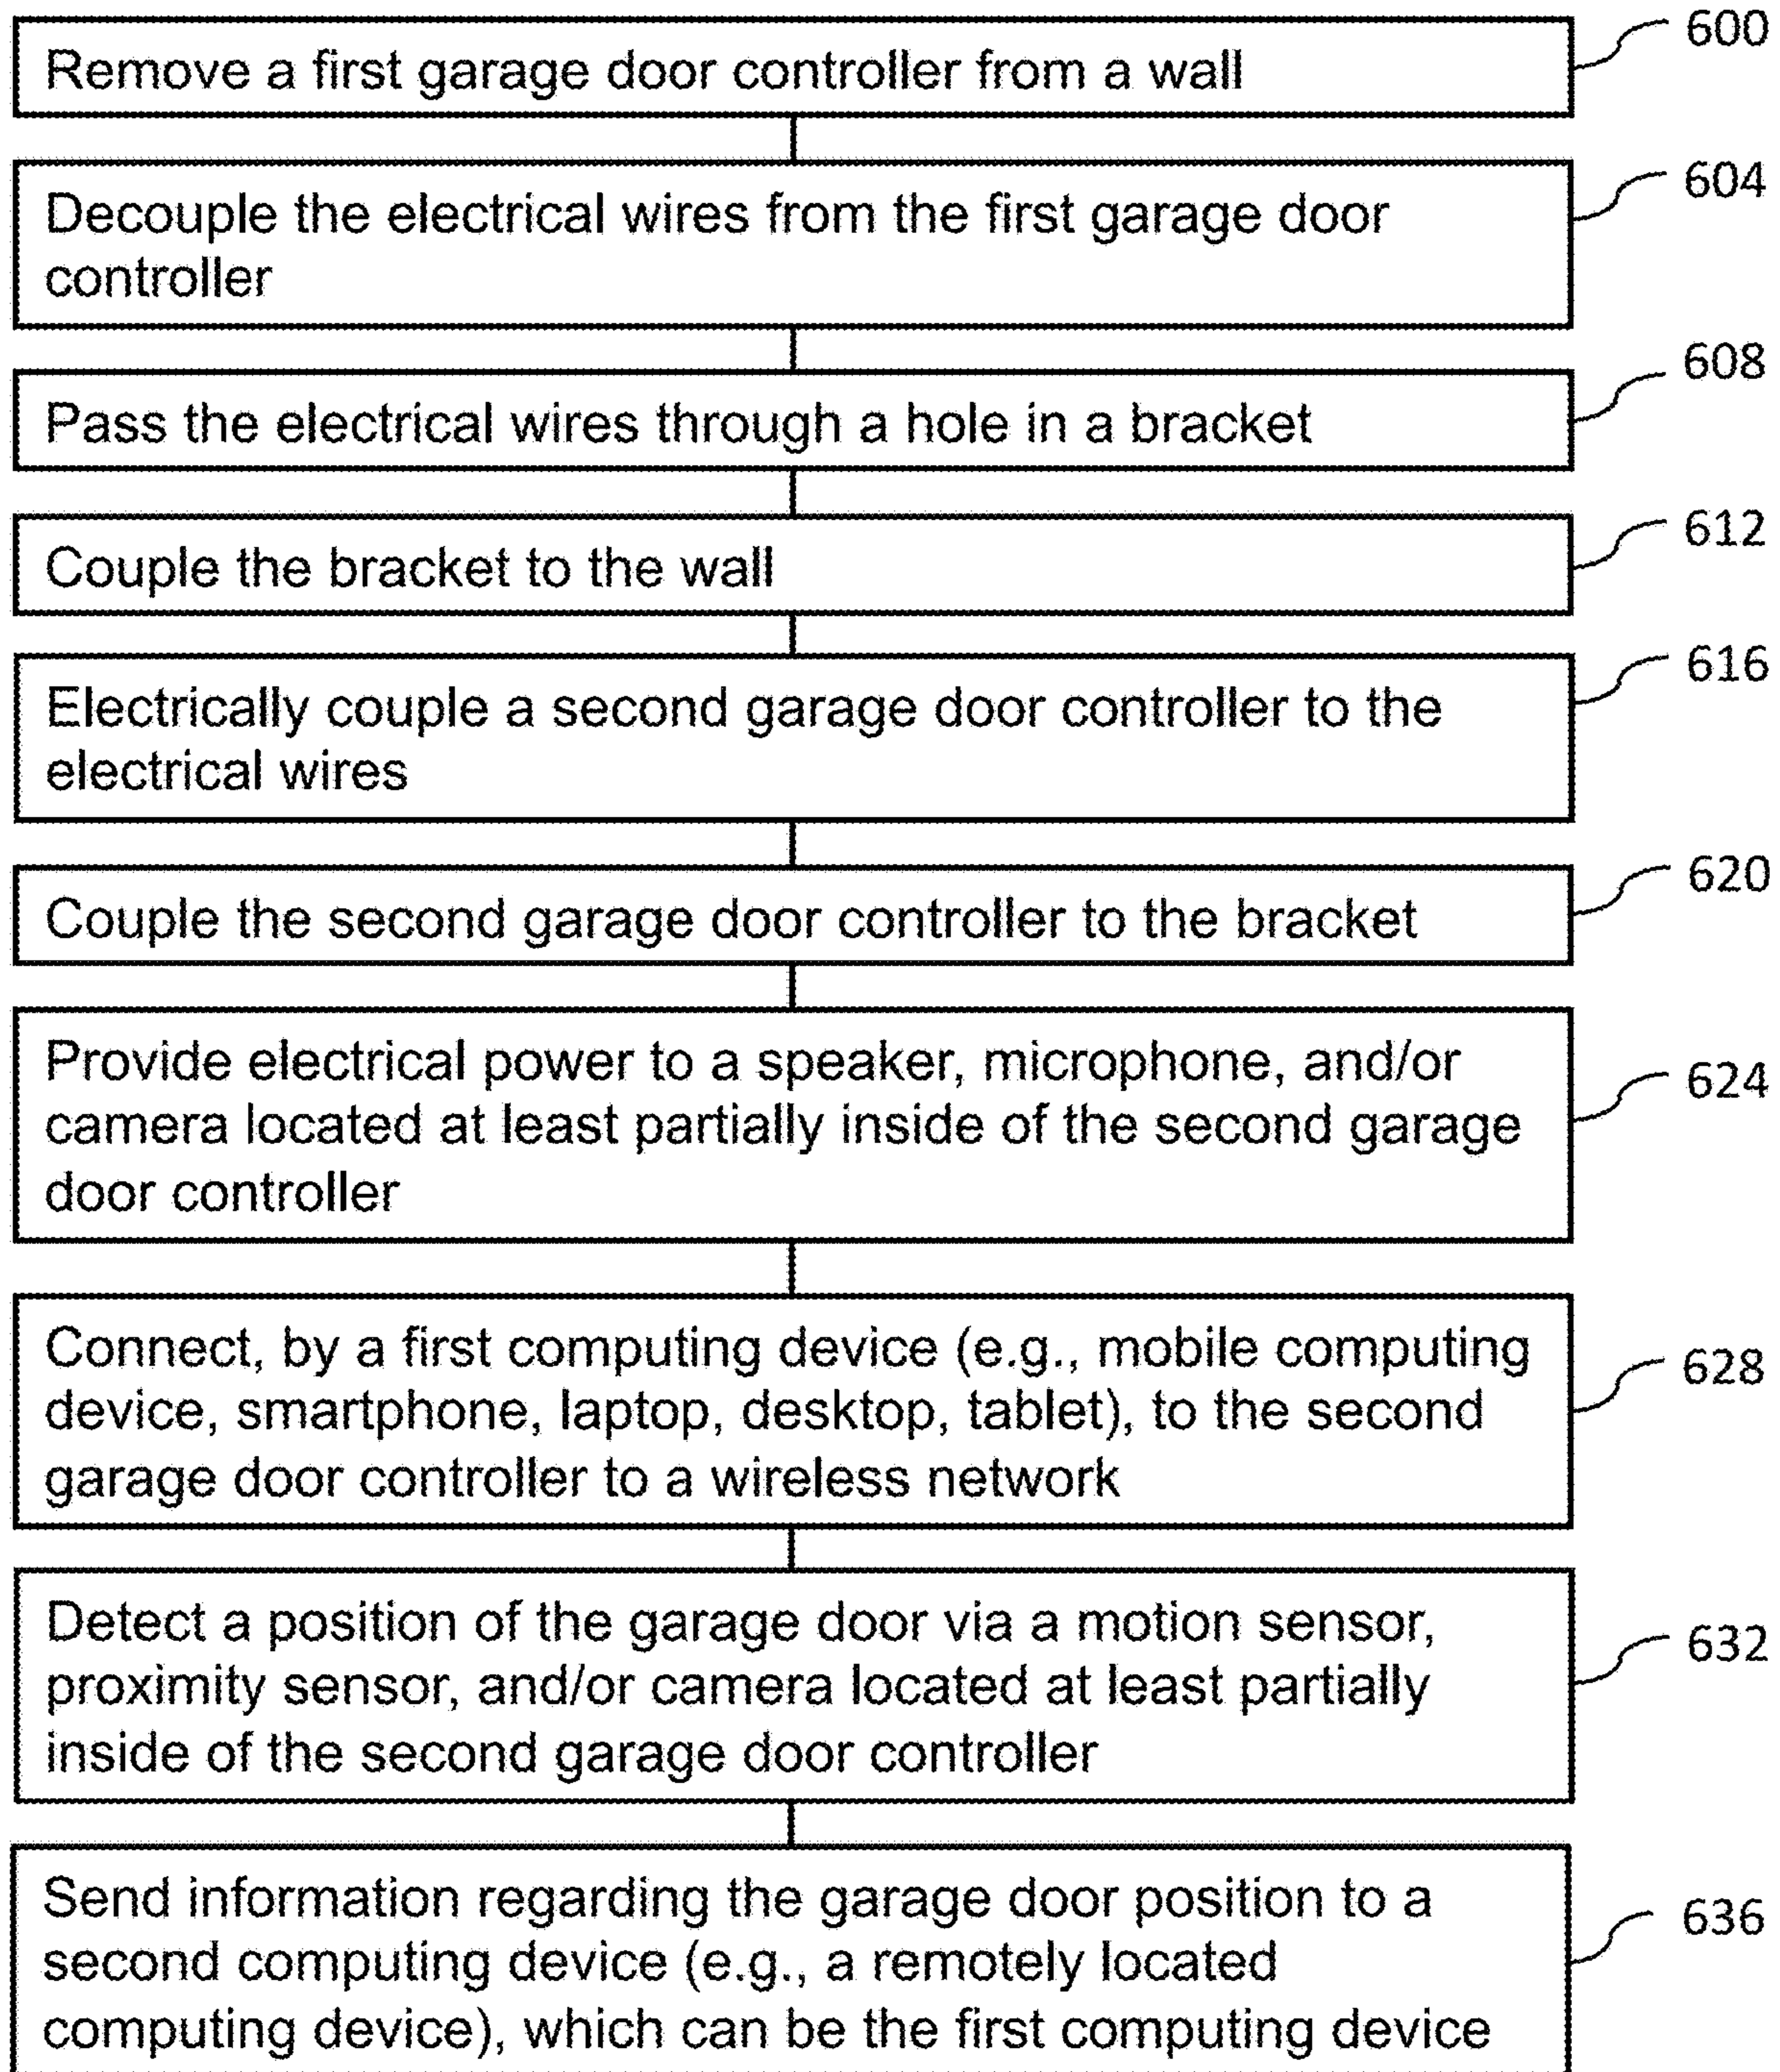 600
Remove a first garage door controller from a wall
604
Decouple the electrical wires from the first garage door
controller
608
Pass the electrical wires through a hole in a bracket
612
Couple the bracket to the wall
616
Electrically couple a second garage door controller to the
electrical wires
620
Couple the second garage door controller to the bracket
624
Provide electrical power to a speaker, microphone, and/or
camera located at least partially inside of the second garage
door controller
628
Connect, by a first computing device (e.g., mobile computing
device, smartphone, laptop, desktop, tablet), to the second
garage door controller to a wireless network
632
Detect a position of the garage door via a motion sensor,
proximity sensor, and/or camera located at least partially
inside of the second garage door controller
636
Send information regarding the garage door position to a
second computing device (e.g., a remotely located
computing device), which can be the first computing device